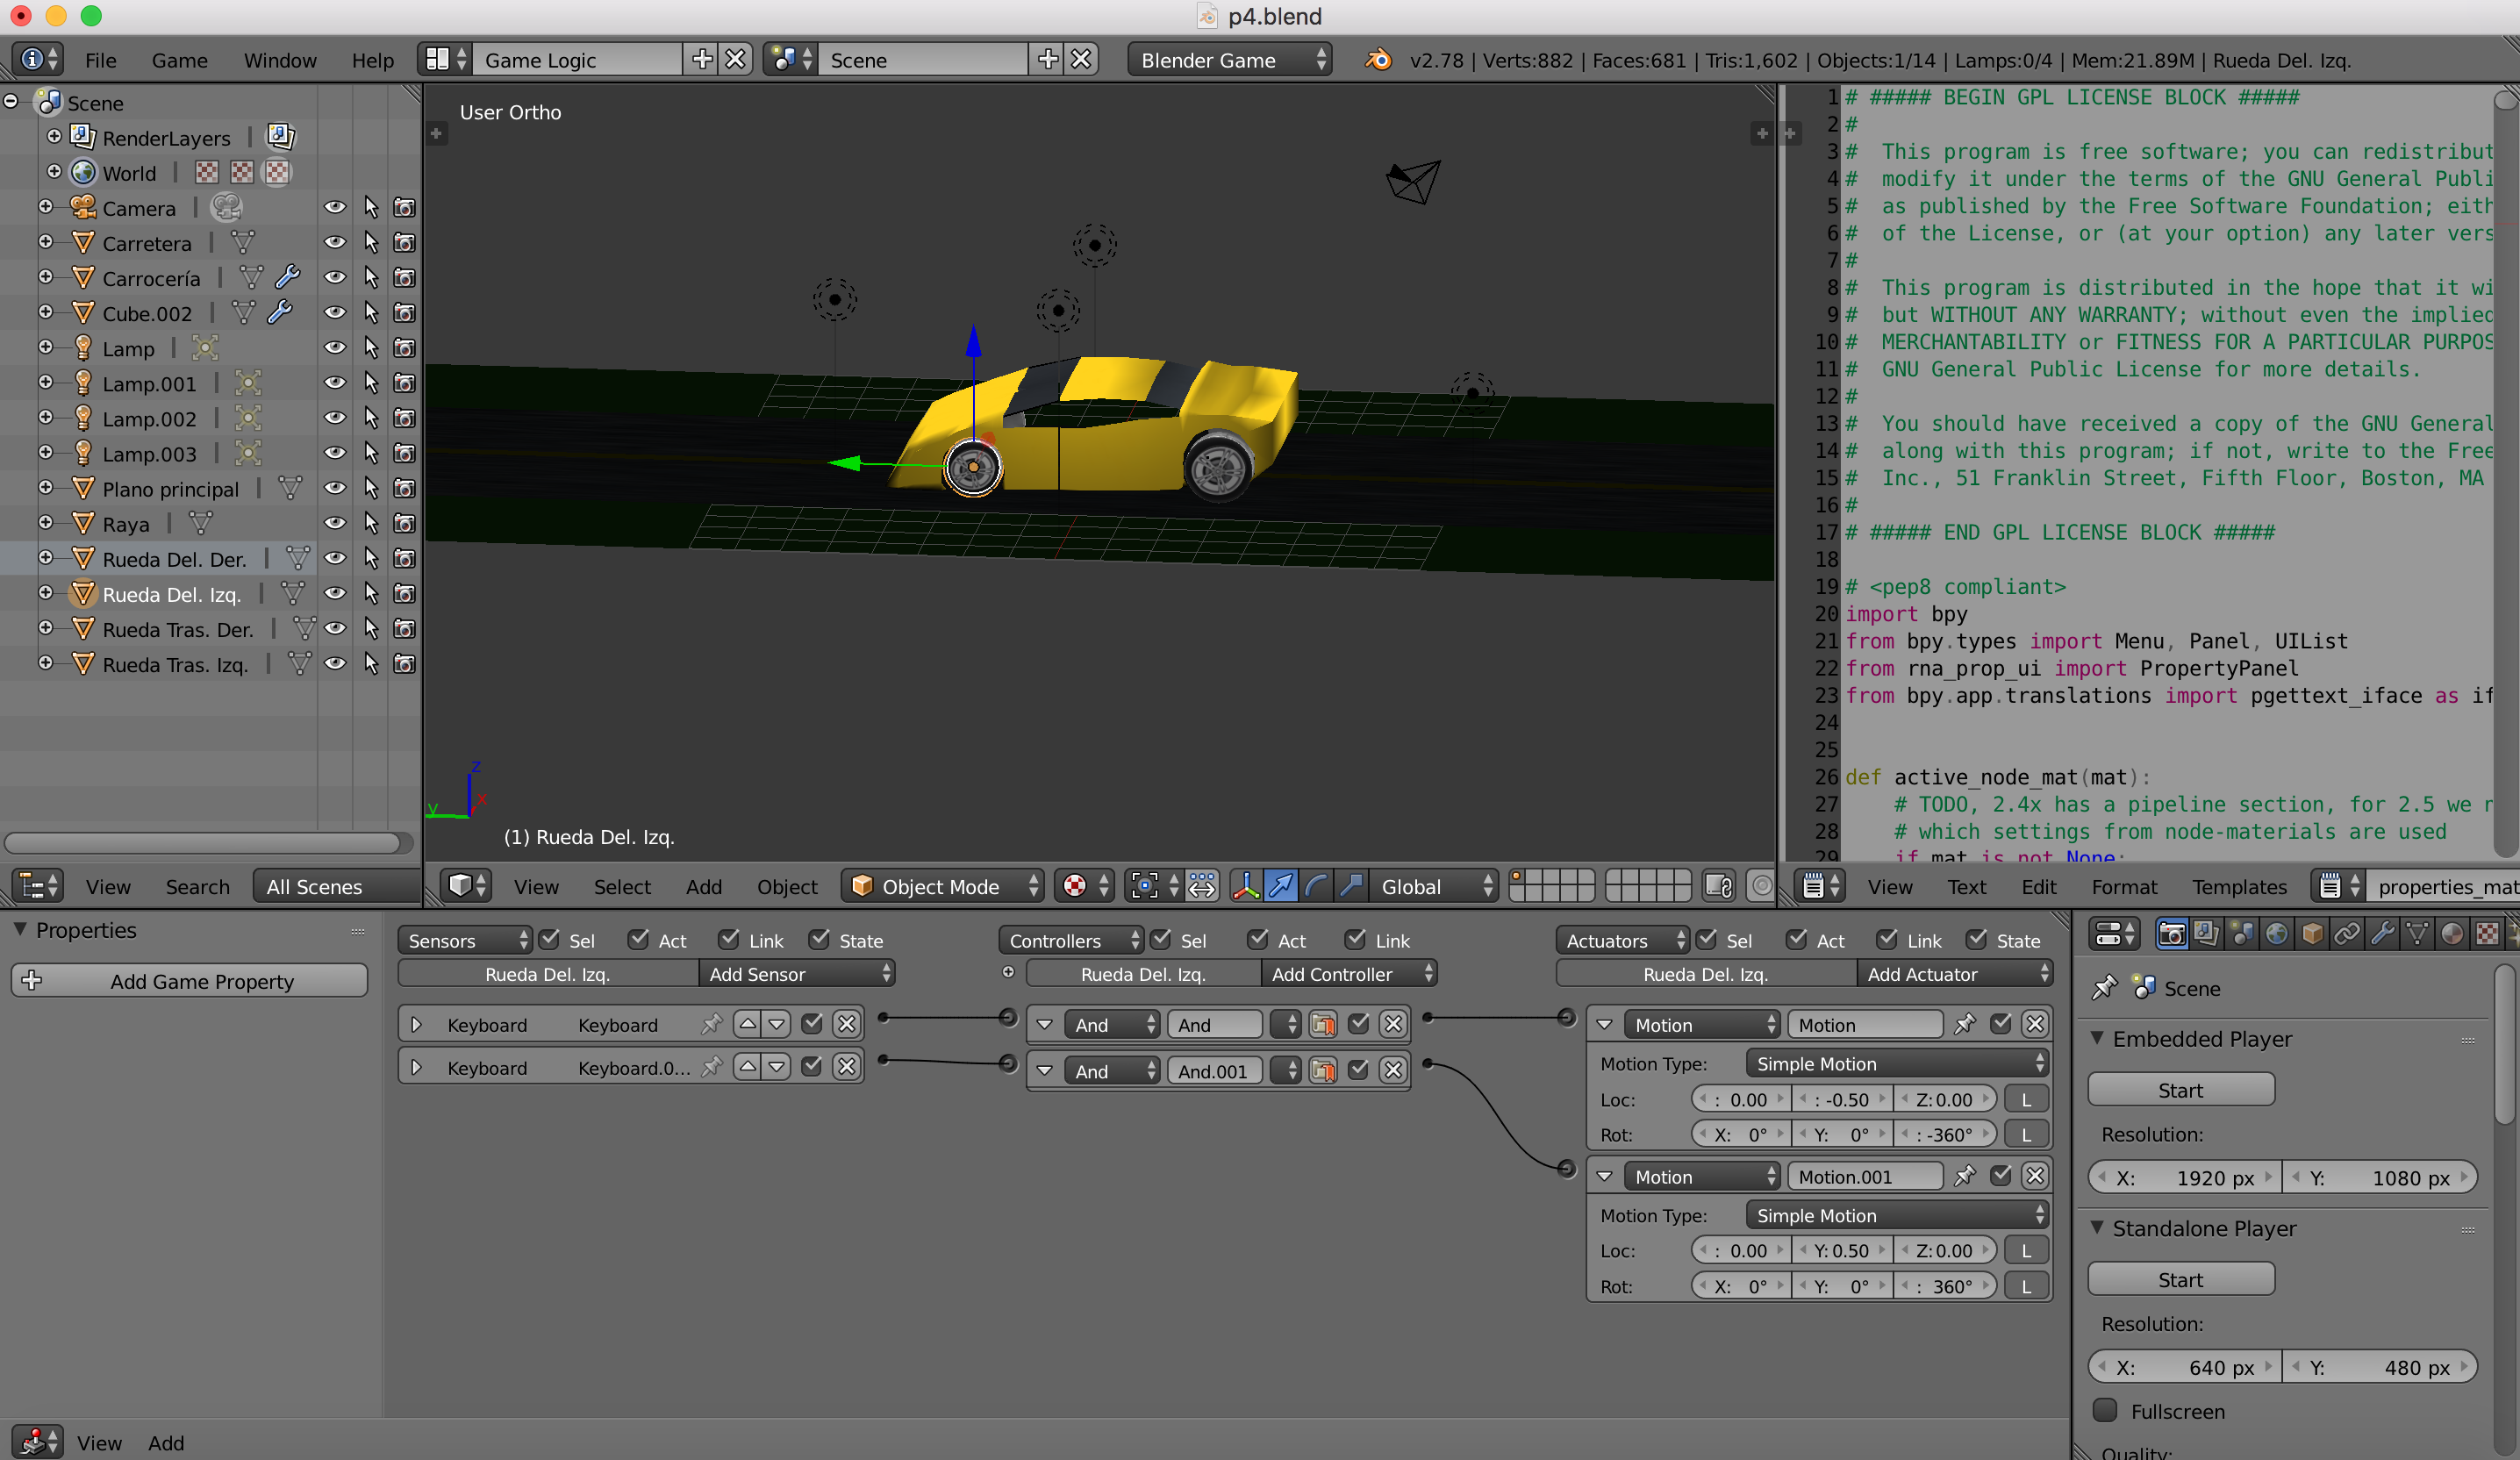 p4.blend
File Game Window Help Game Logic Scene Blender Game v2.78 | Verts:882 | Faces:681 | Tris:1,602 | Objects:1/14 | Lamps:0/4 | Mem:21.89M | Rueda Del. Izq.
Scene
RenderLayers
World
Camera
Carretera
Carrocería
Cube.002
Lamp
Lamp.001
Lamp.002
Lamp.003
Plano principal
Raya
Rueda Del. Der.
Rueda Del. Izq.
Rueda Tras. Der.
Rueda Tras. Izq.
View Search All Scenes
User Ortho
z
x
y
(1) Rueda Del. Izq.
View Select Add Object Object Mode Global
1 # ##### BEGIN GPL LICENSE BLOCK #####
2 #
3 # This program is free software; you can redistribut
4 # modify it under the terms of the GNU General Publi
5 # as published by the Free Software Foundation; eith
6 # of the License, or (at your option) any later vers
7 #
8 # This program is distributed in the hope that it wi
9 # but WITHOUT ANY WARRANTY; without even the implied
10 # MERCHANTABILITY or FITNESS FOR A PARTICULAR PURPOS
11 # GNU General Public License for more details.
12 #
13 # You should have received a copy of the GNU General
14 # along with this program; if not, write to the Free
15 # Inc., 51 Franklin Street, Fifth Floor, Boston, MA
16 #
17 # ##### END GPL LICENSE BLOCK #####
18
19 # <pep8 compliant>
20 import bpy
21 from bpy.types import Menu, Panel, UIList
22 from rna_prop_ui import PropertyPanel
23 from bpy.app.translations import pgettext_iface as if
24
25
26 def active_node_mat(mat):
27 # TODO, 2.4x has a pipeline section, for 2.5 we n
28 # which settings from node-materials are used
29 if mat is not None:
View Text Edit Format Templates properties_mat
Properties
Add Game Property
Sensors Sel Act Link State
Rueda Del. Izq. Add Sensor
Keyboard Keyboard
Keyboard Keyboard.0...
Controllers Sel Act Link
Rueda Del. Izq. Add Controller
And And
And And.001
Actuators Sel Act Link State
Rueda Del. Izq. Add Actuator
Motion Motion
Motion Type: Simple Motion
Loc: : 0.00 : -0.50 Z: 0.00 L
Rot: X: 0° Y: 0° : -360° L
Motion Motion.001
Motion Type: Simple Motion
Loc: : 0.00 Y: 0.50 Z: 0.00 L
Rot: X: 0° Y: 0° : 360° L
Scene
Embedded Player
Start
Resolution:
X: 1920 px Y: 1080 px
Standalone Player
Start
Resolution:
X: 640 px Y: 480 px
Fullscreen
Quality:
View Add